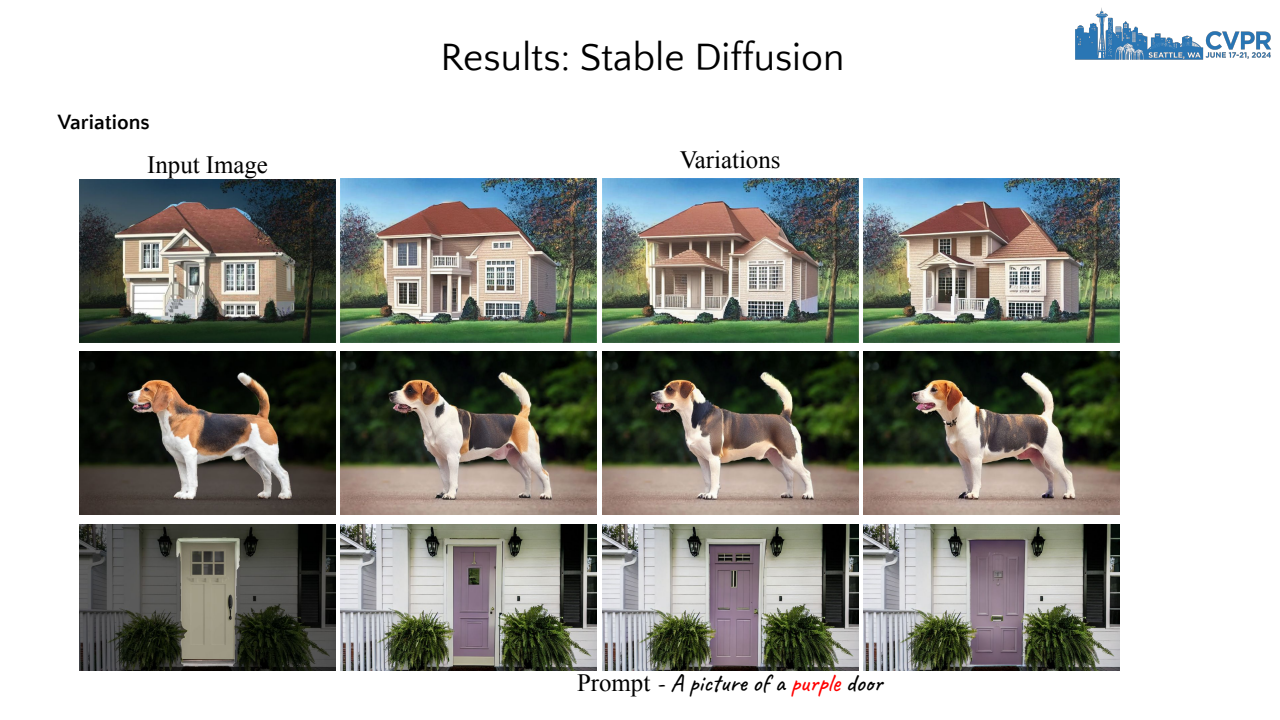 Results: Stable Diffusion
CVPR
SEATTLE, WA JUNE 17-21, 2024
Variations
Input Image
Variations
Prompt - A picture of a purple door